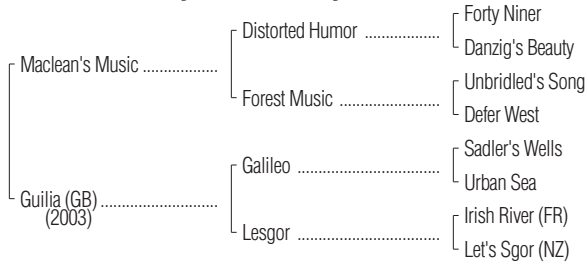 Forty Niner
Distorted Humor ..................
Danzig's Beauty
Maclean's Music ..................
Unbridled's Song
Forest Music ........................
Defer West
Sadler's Wells
Galileo ..................................
Urban Sea
Guilia (GB) ...........................
(2003)
Irish River (FR)
Lesgor ...................................
Let's Sgor (NZ)